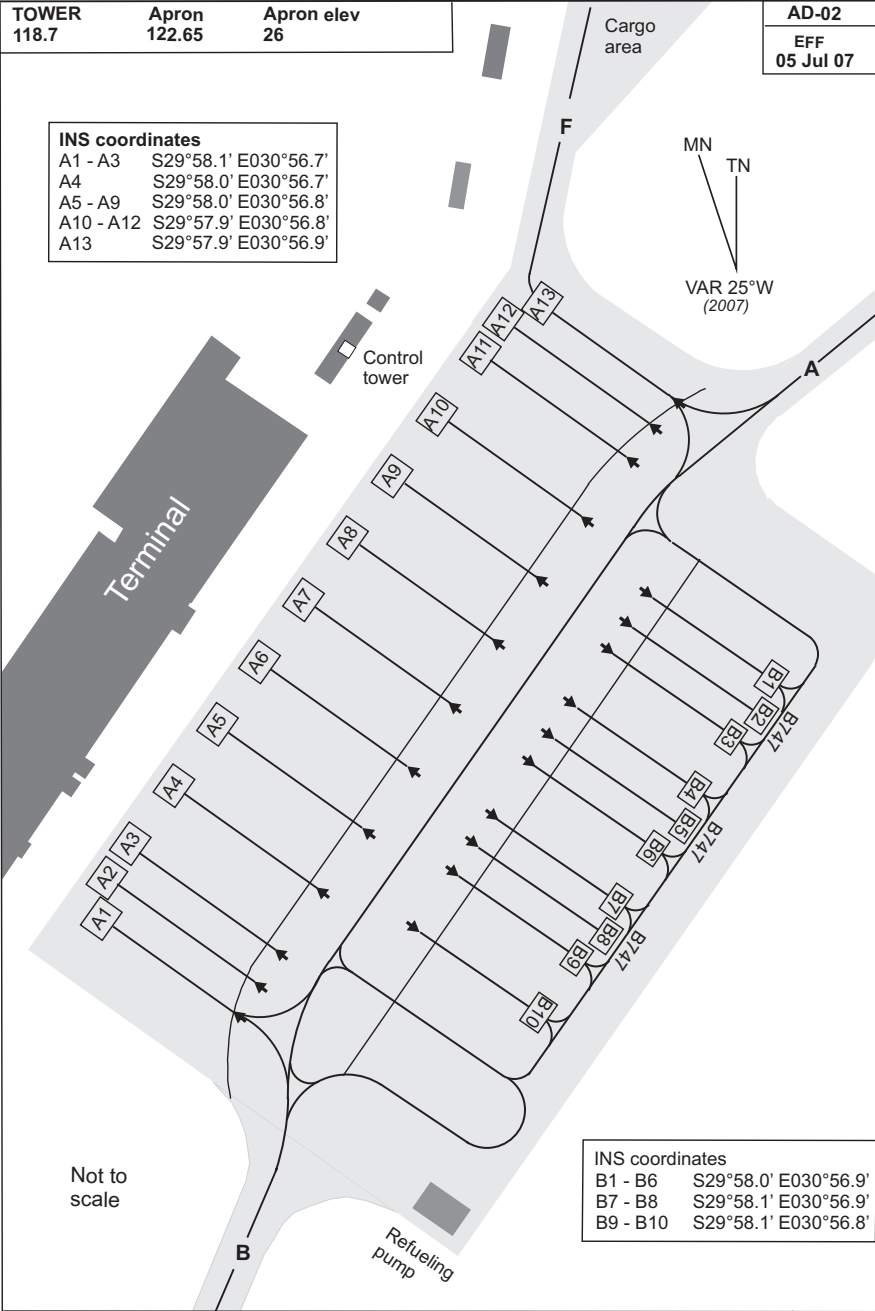 TOWER Apron Apron elev
118.7 122.65 26
AD-02
EFF
05 Jul 07
Cargo
area
F
INS coordinates
A1 - A3 S29°58.1' E030°56.7'
A4 S29°58.0' E030°56.7'
A5 - A9 S29°58.0' E030°56.8'
A10 - A12 S29°57.9' E030°56.8'
A13 S29°57.9' E030°56.9'
MN
TN
VAR 25°W
(2007)
A13
A12
A11
Control
tower
A
A10
A9
A8
Terminal
A7
A6
A5
A4
A3
A2
A1
B1
B2
B3
B747
B4
B5
B6
B747
B7
B8
B9
B747
B10
Not to
scale
B
Refueling
pump
INS coordinates
B1 - B6 S29°58.0' E030°56.9'
B7 - B8 S29°58.1' E030°56.9'
B9 - B10 S29°58.1' E030°56.8'